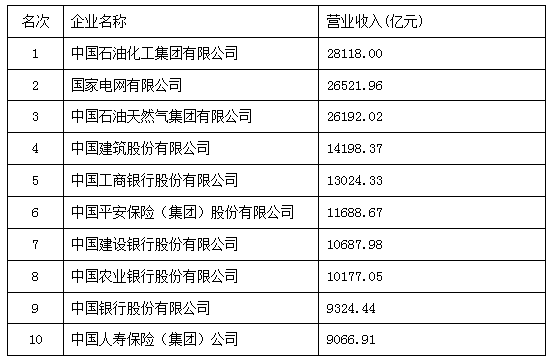 名次 企业名称 营业收入(亿元)
1 中国石油化工集团有限公司 28118.00
2 国家电网有限公司 26521.96
3 中国石油天然气集团有限公司 26192.02
4 中国建筑股份有限公司 14198.37
5 中国工商银行股份有限公司 13024.33
6 中国平安保险（集团）股份有限公司 11688.67
7 中国建设银行股份有限公司 10687.98
8 中国农业银行股份有限公司 10177.05
9 中国银行股份有限公司 9324.44
10 中国人寿保险（集团）公司 9066.91